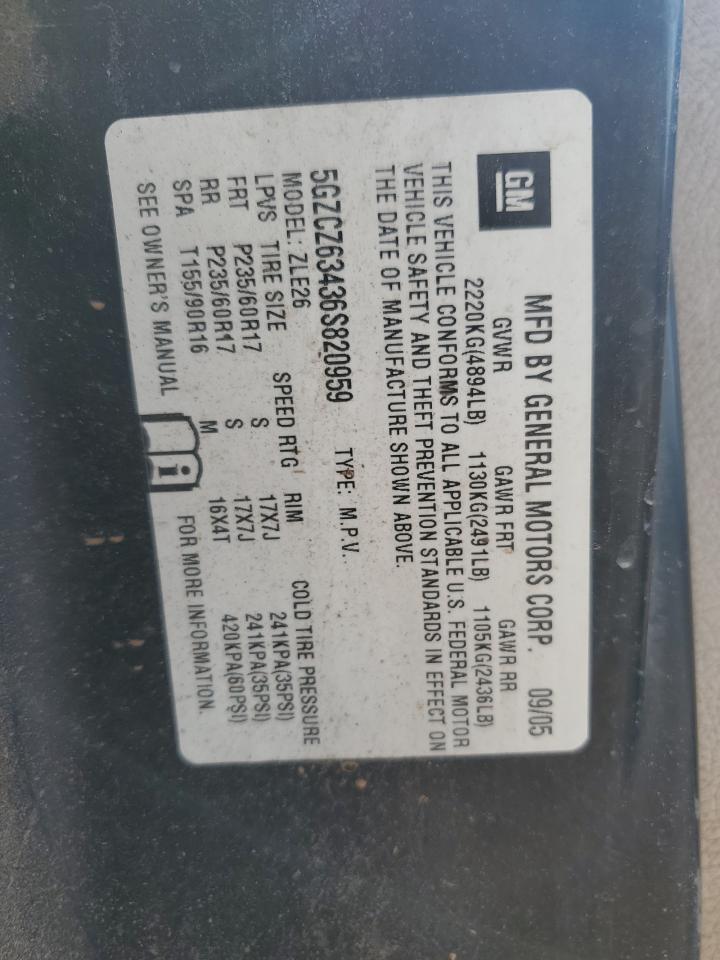 GM
MFD BY GENERAL MOTORS CORP. 09/05
GVWR GAWR FRT GAWR RR
2220KG(4894LB) 1130KG(2491LB) 1105KG(2436LB)
THIS VEHICLE CONFORMS TO ALL APPLICABLE U.S. FEDERAL MOTOR
VEHICLE SAFETY AND THEFT PREVENTION STANDARDS IN EFFECT ON
THE DATE OF MANUFACTURE SHOWN ABOVE.
5GZCZ63436S820959 TYPE: M.P.V.
MODEL: ZLE26
LPVS TIRE SIZE SPEED RTG RIM COLD TIRE PRESSURE
FRT P235/60R17 S 17X7J 241KPA(35PSI)
RR P235/60R17 S 17X7J 241KPA(35PSI)
SPA T155/90R16 M 16X4T 420KPA(60PSI)
SEE OWNER'S MANUAL i FOR MORE INFORMATION.